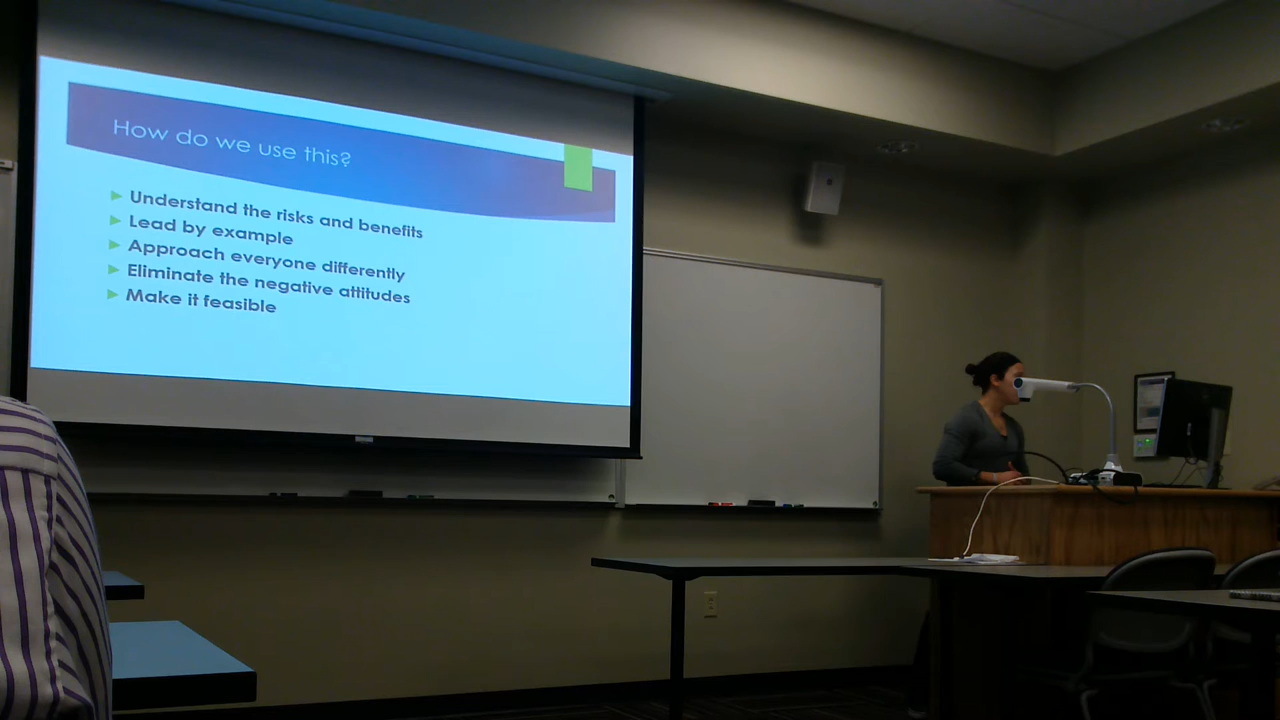 How do we use this?
Understand the risks and benefits
Lead by example
Approach everyone differently
Eliminate the negative attitudes
Make it feasible